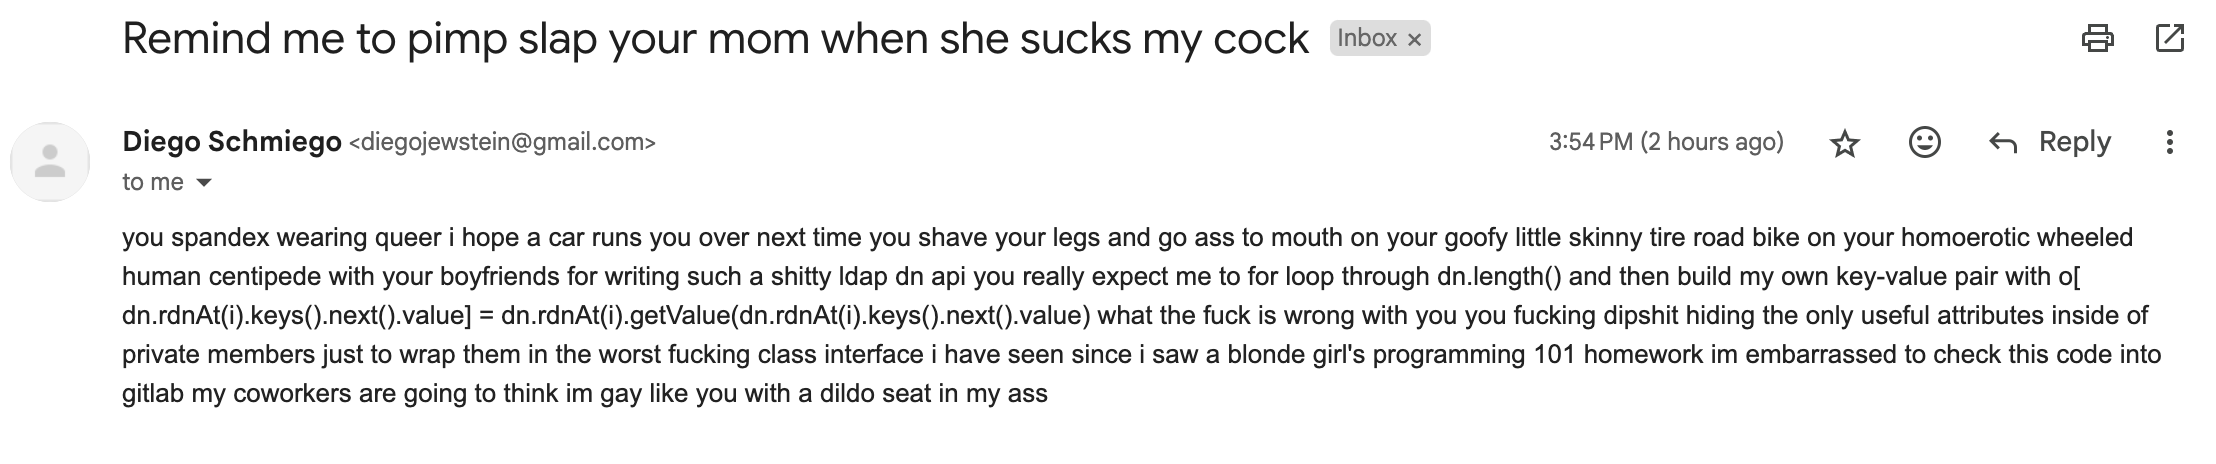 Remind me to pimp slap your mom when she sucks my cock Inbox ×
Diego Schmiego <diegojewstein@gmail.com> 3:54 PM (2 hours ago) Reply
to me
you spandex wearing queer i hope a car runs you over next time you shave your legs and go ass to mouth on your goofy little skinny tire road bike on your homoerotic wheeled
human centipede with your boyfriends for writing such a shitty ldap dn api you really expect me to for loop through dn.length() and then build my own key-value pair with o[
dn.rdnAt(i).keys().next().value] = dn.rdnAt(i).getValue(dn.rdnAt(i).keys().next().value) what the fuck is wrong with you you fucking dipshit hiding the only useful attributes inside of
private members just to wrap them in the worst fucking class interface i have seen since i saw a blonde girl's programming 101 homework im embarrassed to check this code into
gitlab my coworkers are going to think im gay like you with a dildo seat in my ass